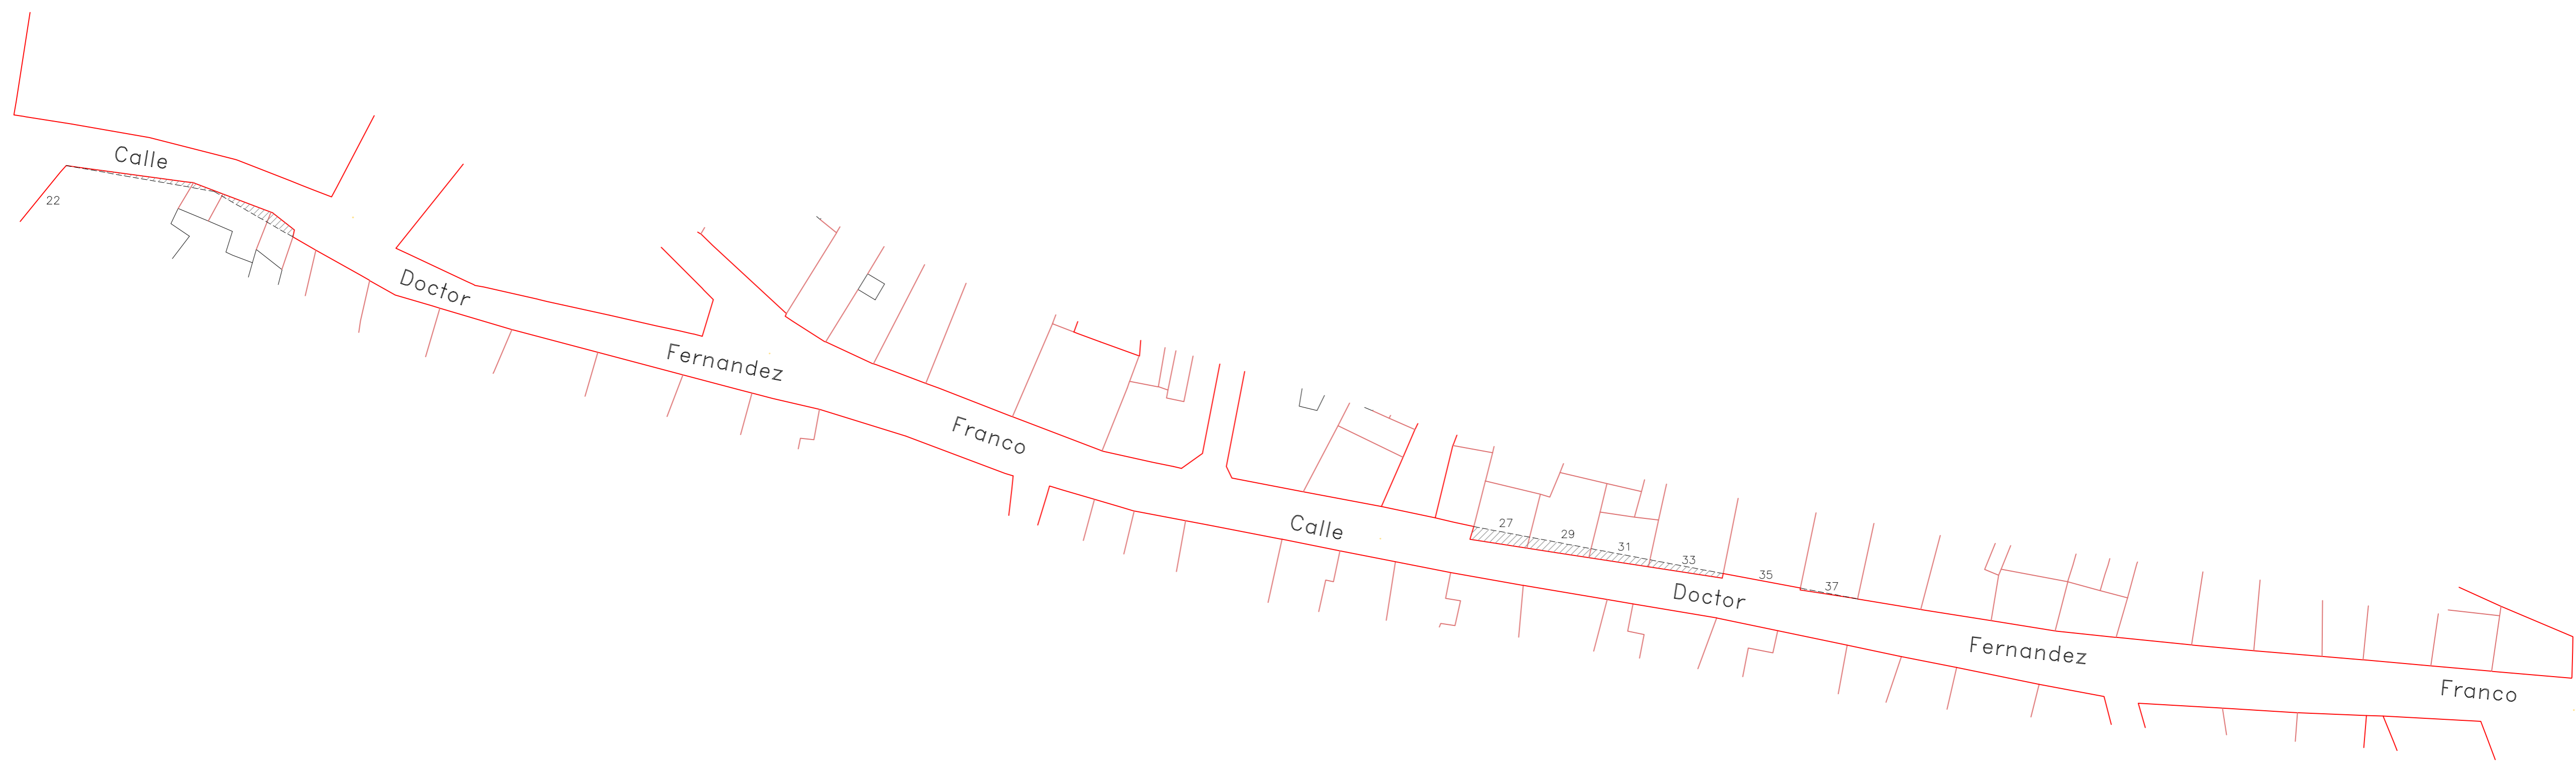 Calle
22
Doctor
Fernandez
Franco
Calle
27
29
31
33
35
37
Doctor
Fernandez
Franco